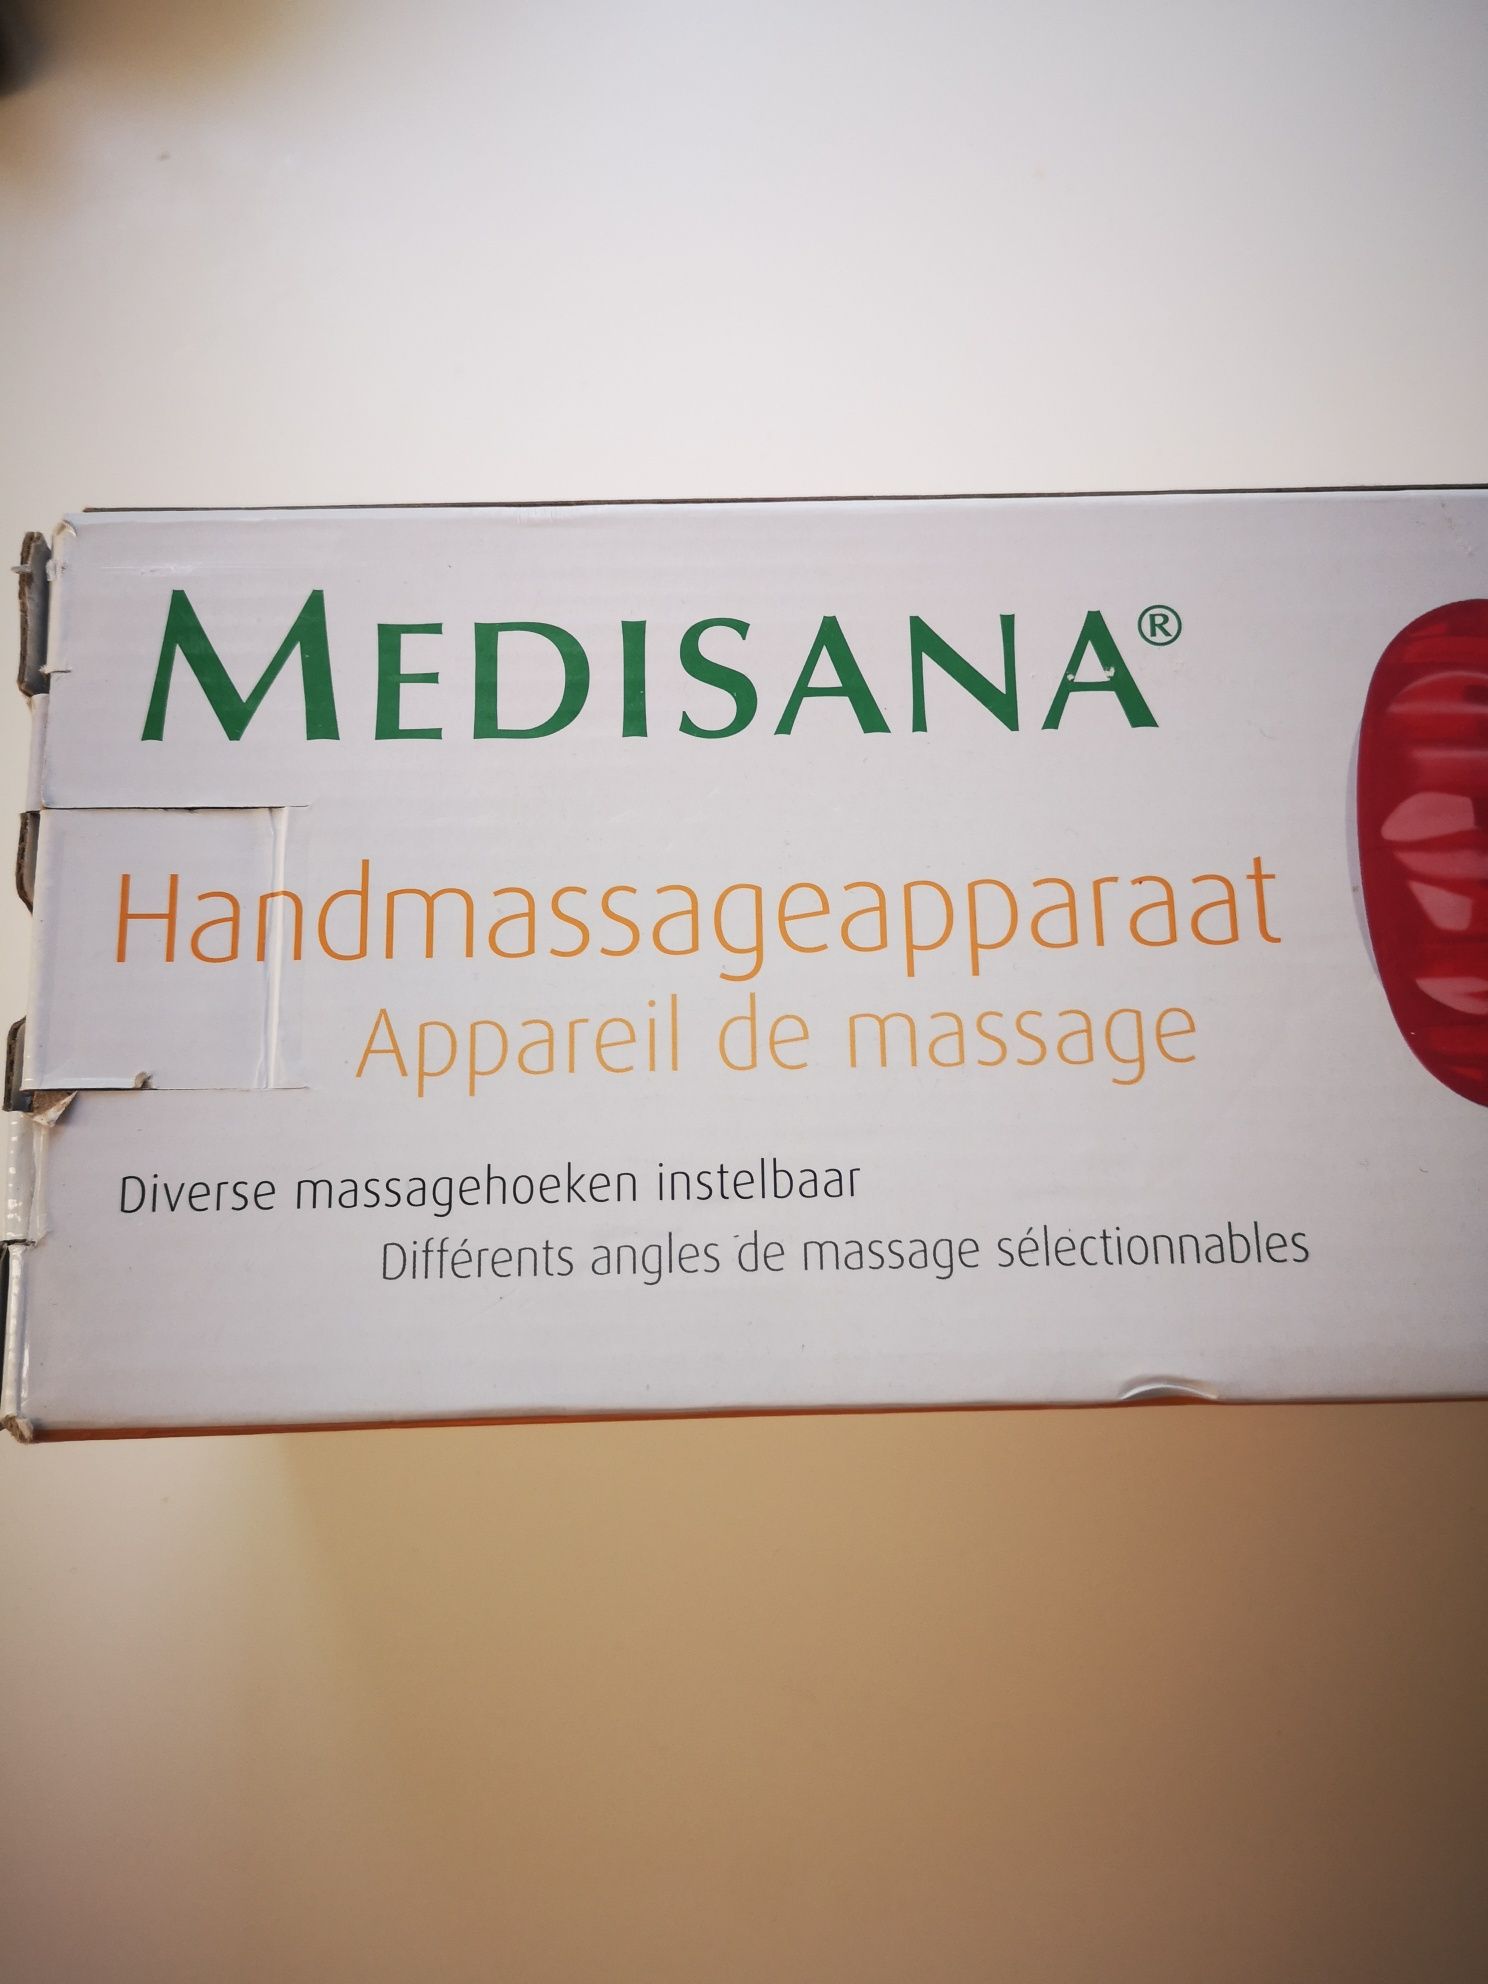 MEDISANA®
Handmassageapparaat
Appareil de massage
Diverse massagehoeken instelbaar
Différents angles de massage sélectionnables